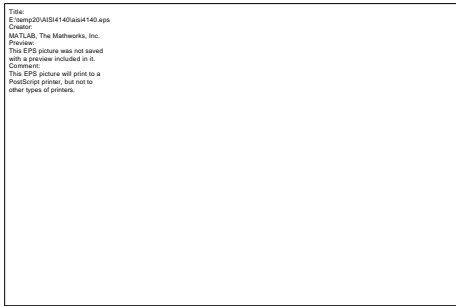 Title:
E:\temp20\AISI4140\aisi4140.eps
Creator:
MATLAB, The Mathworks, Inc.
Preview:
This EPS picture was not saved
with a preview included in it.
Comment:
This EPS picture will print to a
PostScript printer, but not to
other types of printers.